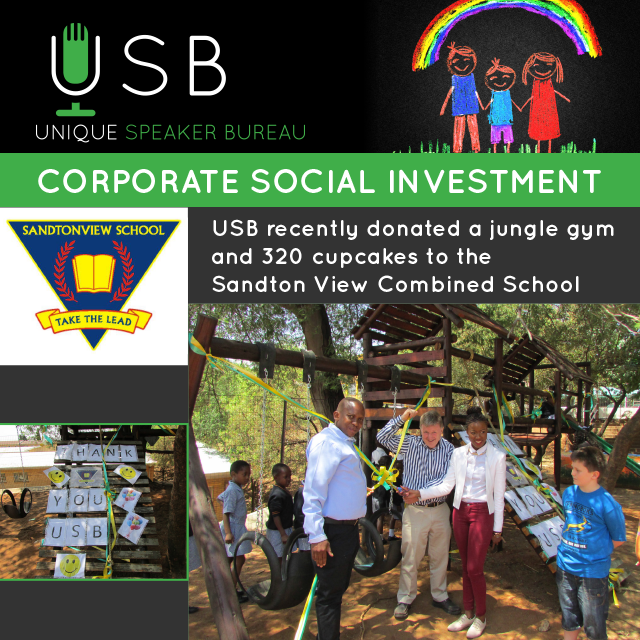 USB
UNIQUE SPEAKER BUREAU
CORPORATE SOCIAL INVESTMENT
SANDTONVIEW SCHOOL
TAKE THE LEAD
USB recently donated a jungle gym
and 320 cupcakes to the
Sandton View Combined School
THANK
YOU
USB
YOU